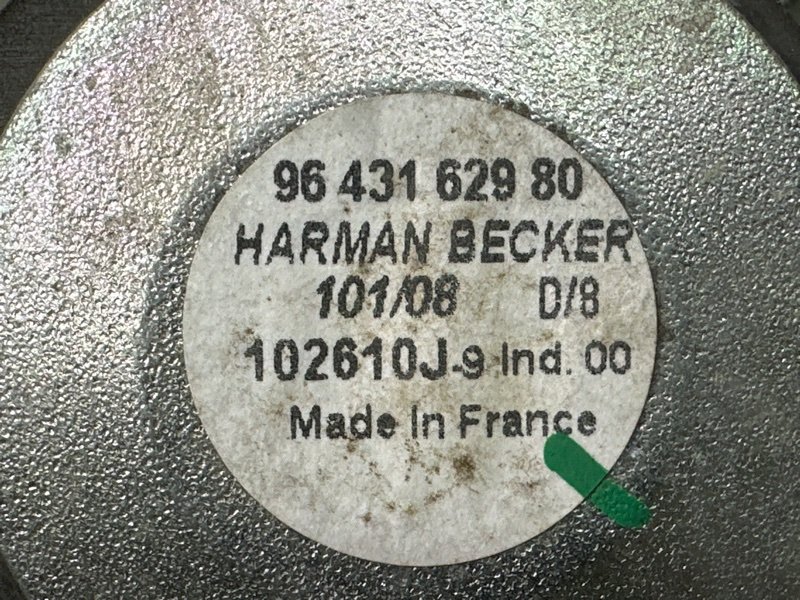 96 431 629 80
HARMAN BECKER
101/08 D/8
102610J-9 Ind. 00
Made In France